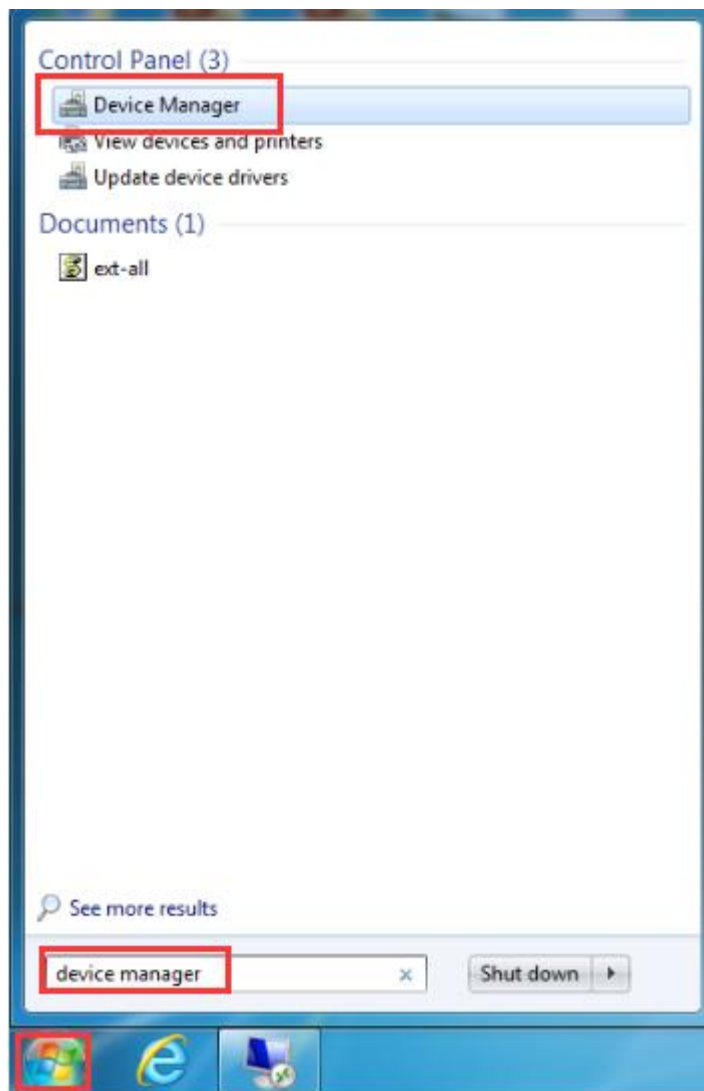 Control Panel (3)
Device Manager
View devices and printers
Update device drivers
Documents (1)
ext-all
See more results
device manager
Shut down